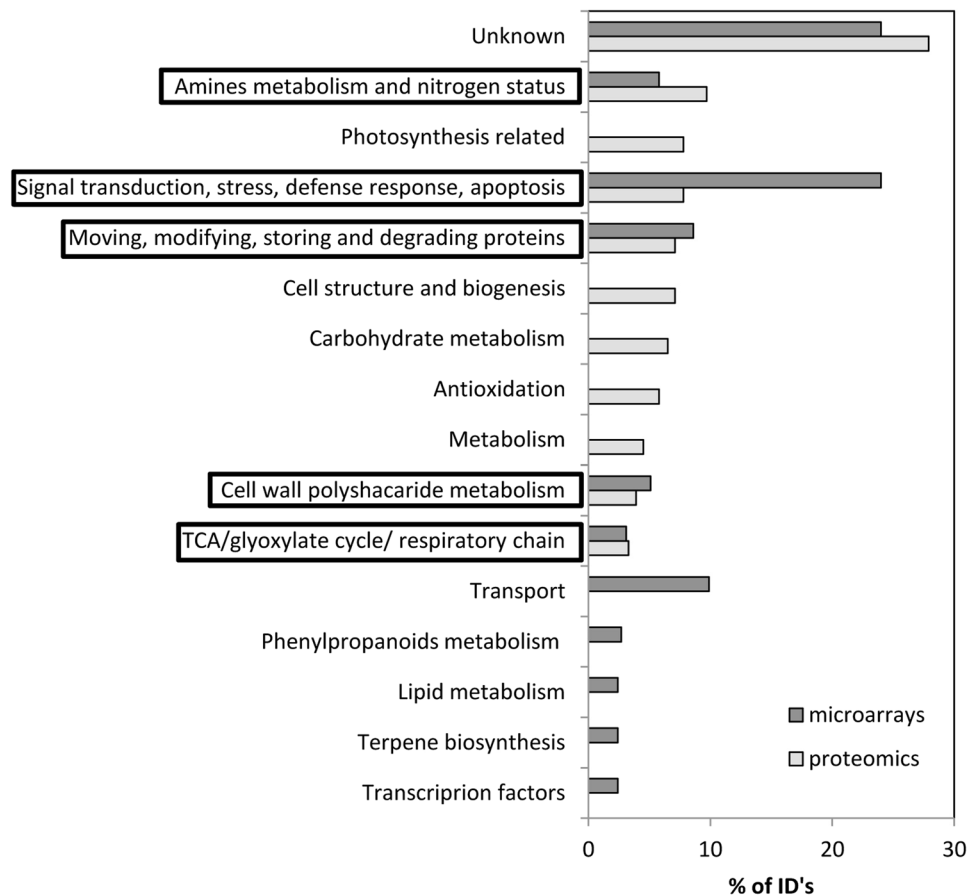 Unknown
Amines metabolism and nitrogen status
Photosynthesis related
Signal transduction, stress, defense response, apoptosis
Moving, modifying, storing and degrading proteins
Cell structure and biogenesis
Carbohydrate metabolism
Antioxidation
Metabolism
Cell wall polyshacaride metabolism
TCA/glyoxylate cycle/ respiratory chain
Transport
Phenylpropanoids metabolism
Lipid metabolism
Terpene biosynthesis
Transcriprion factors
microarrays
proteomics
0 10 20 30
% of ID's